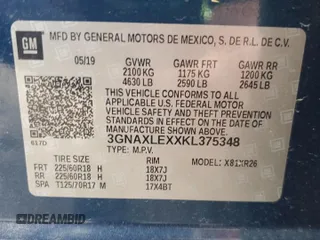 GM MFD BY GENERAL MOTORS DE MEXICO, S. DE R.L. DE C.V.
05/19 GVWR GAWR FRT GAWR RR
2100 KG 1175 KG 1200 KG
4630 LB 2590 LB 2645 LB
THIS VEHICLE CONFORMS TO ALL APPLICABLE U.S. FEDERAL MOTOR VEHICLE SAFETY, BUMPER, AND THEFT PREVENTION STANDARDS IN EFFECT ON THE DATE OF MANUFACTURE SHOWN ABOVE.
3GNAXLEXXKL375348
617D TYPE: M.P.V.
TIRE SIZE RIM MODEL:
FRT 225/60R18 H 18X7J
RR 225/60R18 H 18X7J
SPA T125/70R17 M 17X4BT
DREAMBID